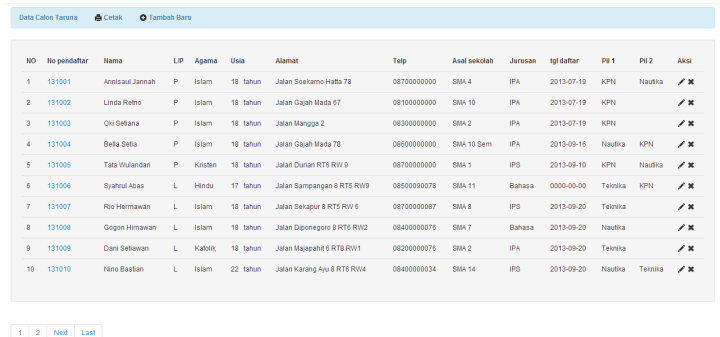 Data Calon Taruna Cetak Tambah Baru
NO No pendaftar Nama L/P Agama Usia Alamat Telp Asal sekolah Jurusan tgl daftar Pil 1 Pil 2 Aksi
1 131001 Annisaul Jannah P Islam 18 tahun Jalan Soekarno Hatta 78 08700000000 SMA 4 IPA 2013-07-19 KPN Nautika
2 131002 Linda Retno P Islam 18 tahun Jalan Gajah Mada 67 08100000000 SMA 10 IPA 2013-07-19 KPN
3 131003 Oki Setiana P Islam 18 tahun Jalan Mangga 2 08300000000 SMA 2 IPA 2013-07-19 KPN
4 131004 Bella Setia P Islam 18 tahun Jalan Gajah Mada 78 08600000000 SMA 10 Sem IPA 2013-09-16 Nautika KPN
5 131005 Tata Wulandari P Kristen 18 tahun Jalan Durian RT6 RW 9 08700000000 SMA 1 IPS 2013-09-10 KPN Nautika
6 131006 Syahrul Abas L Hindu 17 tahun Jalan Sampangan 8 RT5 RW9 08500090078 SMA 11 Bahasa 0000-00-00 Teknika KPN
7 131007 Rio Hermawan L Islam 18 tahun Jalan Sekapur 8 RT5 RW 6 08700000087 SMA 8 IPS 2013-09-20 Teknika
8 131008 Gogon Himawan L Islam 18 tahun Jalan Diponegoro 8 RT6 RW2 08400000076 SMA 7 Bahasa 2013-09-20 Nautika
9 131009 Dani Setiawan L Katolik 18 tahun Jalan Majapahit 6 RT8 RW1 08200000076 SMA 2 IPA 2013-09-20 Teknika
10 131010 Nino Bastian L Islam 22 tahun Jalan Karang Ayu 8 RT6 RW4 08400000034 SMA 14 IPS 2013-09-20 Nautika Teknika
1 2 Next Last